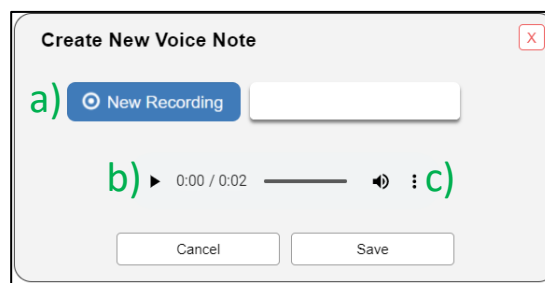 Create New Voice Note X
a) New Recording
b) 0:00 / 0:02 c)
Cancel Save